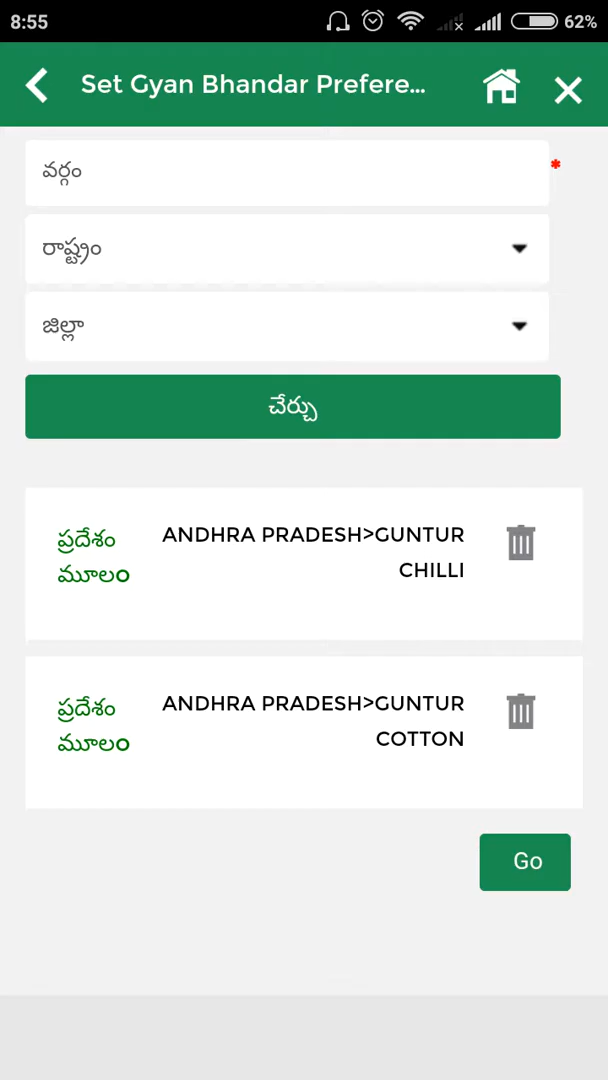 8:55
62%
Set Gyan Bhandar Prefere...
వర్గం
*
రాష్ట్రం
జిల్లా
చేర్చు
ప్రదేశం ANDHRA PRADESH>GUNTUR
మూలం CHILLI
ప్రదేశం ANDHRA PRADESH>GUNTUR
మూలం COTTON
Go